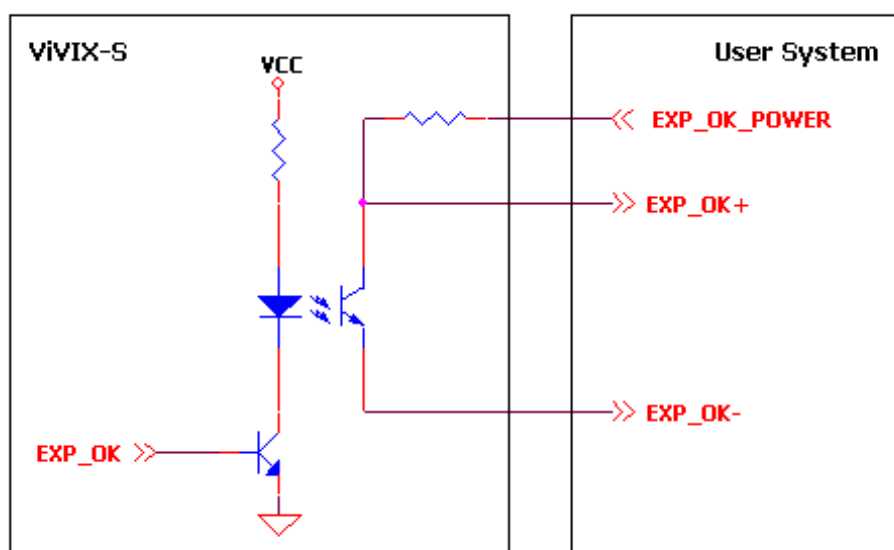 ViVIX-S
User System
VCC
EXP_OK_POWER
EXP_OK+
EXP_OK-
EXP_OK